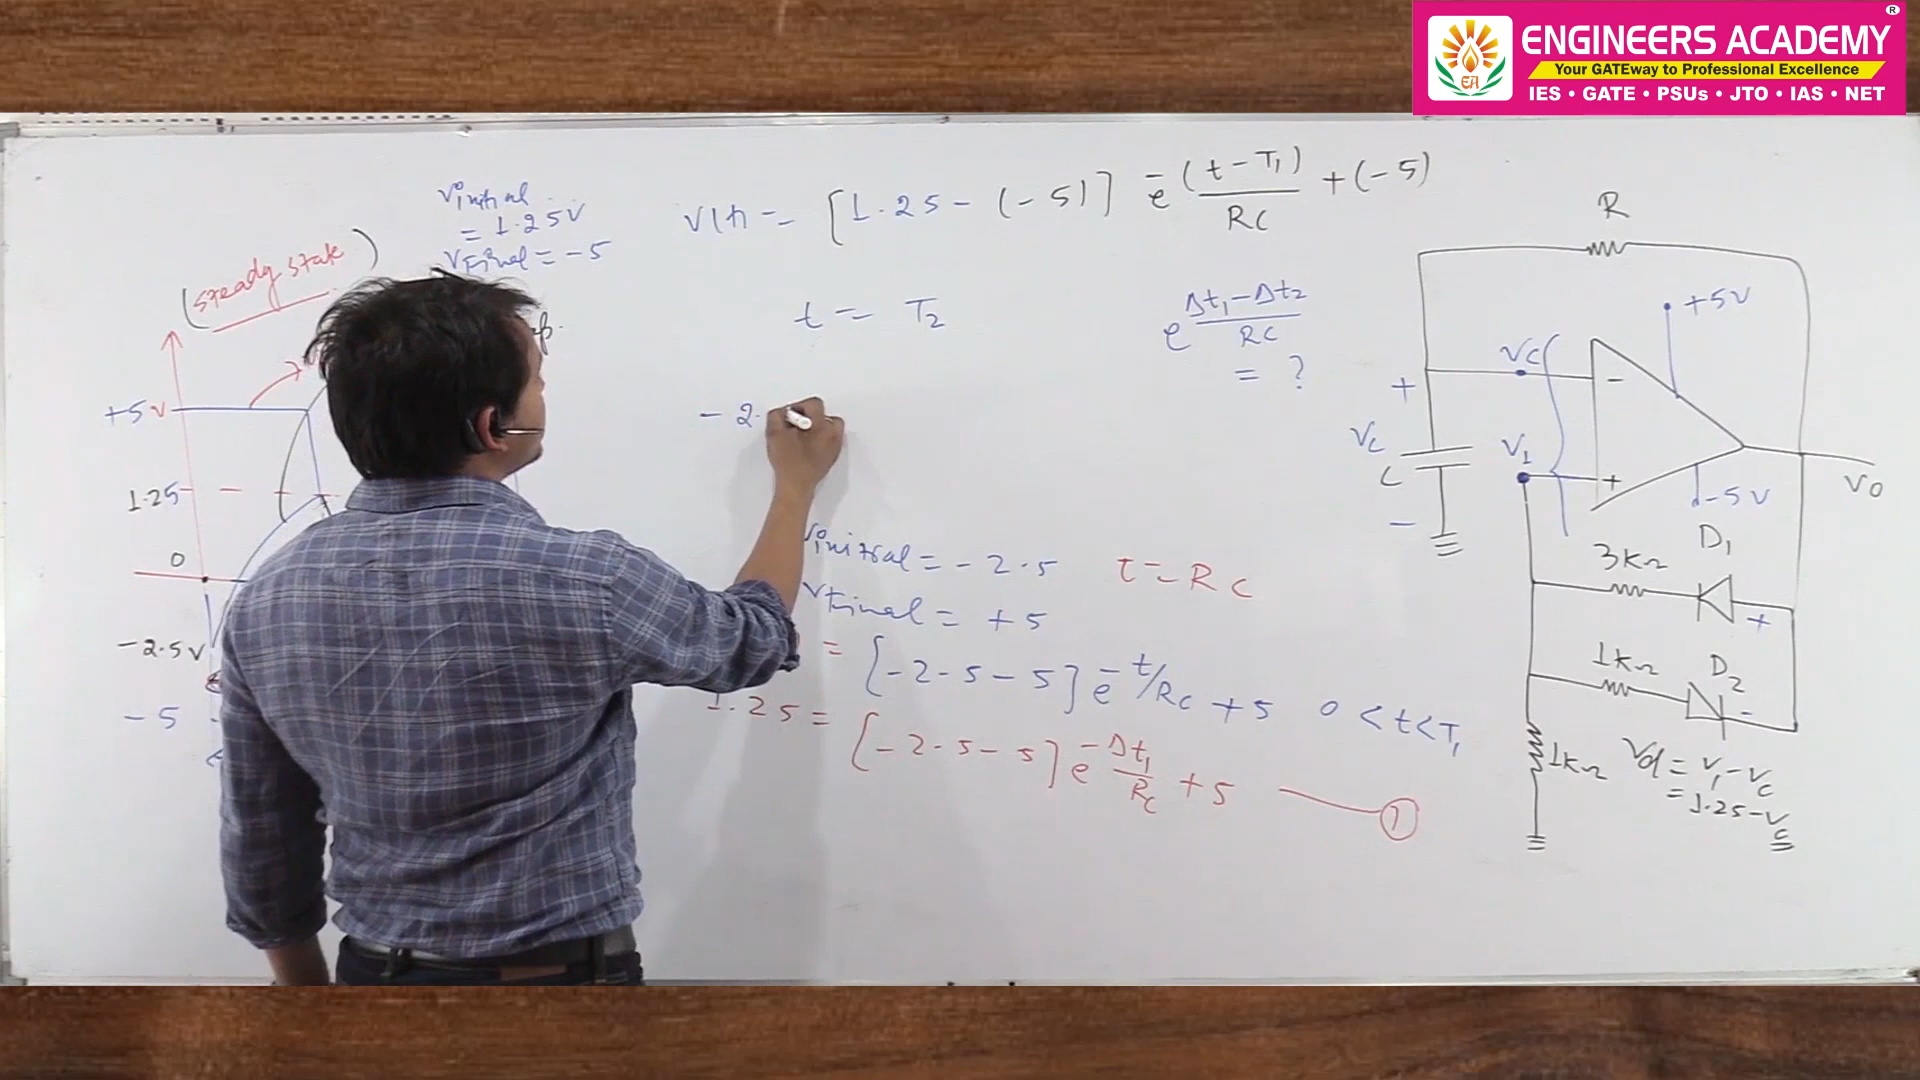 ENGINEERS ACADEMY ®
Your GATEway to Professional Excellence
IES • GATE • PSUs • JTO • IAS • NET
EA
Vinitial
= 1.25V
VFinal = -5
(steady state)
+5V
1.25
0
-2.5V
-5
V(t) = [1.25 - (-5)] e^-(t-T1)/RC + (-5)
t = T2
e^(Δt1-Δt2)/RC
= ?
-2.
Vinitial = -2.5
VFinal = +5
τ = RC
= [-2.5-5] e^-t/RC + 5 0<t<T1
1.25 = [-2.5-5] e^-Δt1/RC + 5 — 1
R
+5V
VC
-
+
VC
C
-
V1
+
-5V
VO
D1
3KΩ
+
1KΩ
D2
-
1KΩ
Vd = V1-VC
= 1.25-VC